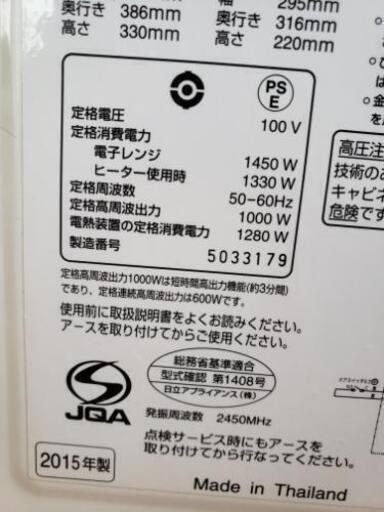 幅 295mm
奥行き 386mm 奥行き 316mm
高さ 330mm 高さ 220mm
PS
E
定格電圧 100 V
定格消費電力
電子レンジ 1450 W
ヒーター使用時 1330 W
定格周波数 50-60Hz
定格高周波出力 1000 W
電熱装置の定格消費電力 1280 W
製造番号 5033179
定格高周波出力1000Wは短時間高出力機能(約3分間)
であり、定格連続高周波出力は600Wです。
使用前に取扱説明書をよくお読みください。
アースを取り付けてからご使用ください。
JQA
総務省基準適合
型式確認 第1408号
日立アプライアンス(株)
発振周波数 2450MHz
点検サービス時にもアースを
取り付けてから行なってください。
2015年製
Made in Thailand
高圧注
技術のあ
キャビネ
危険です